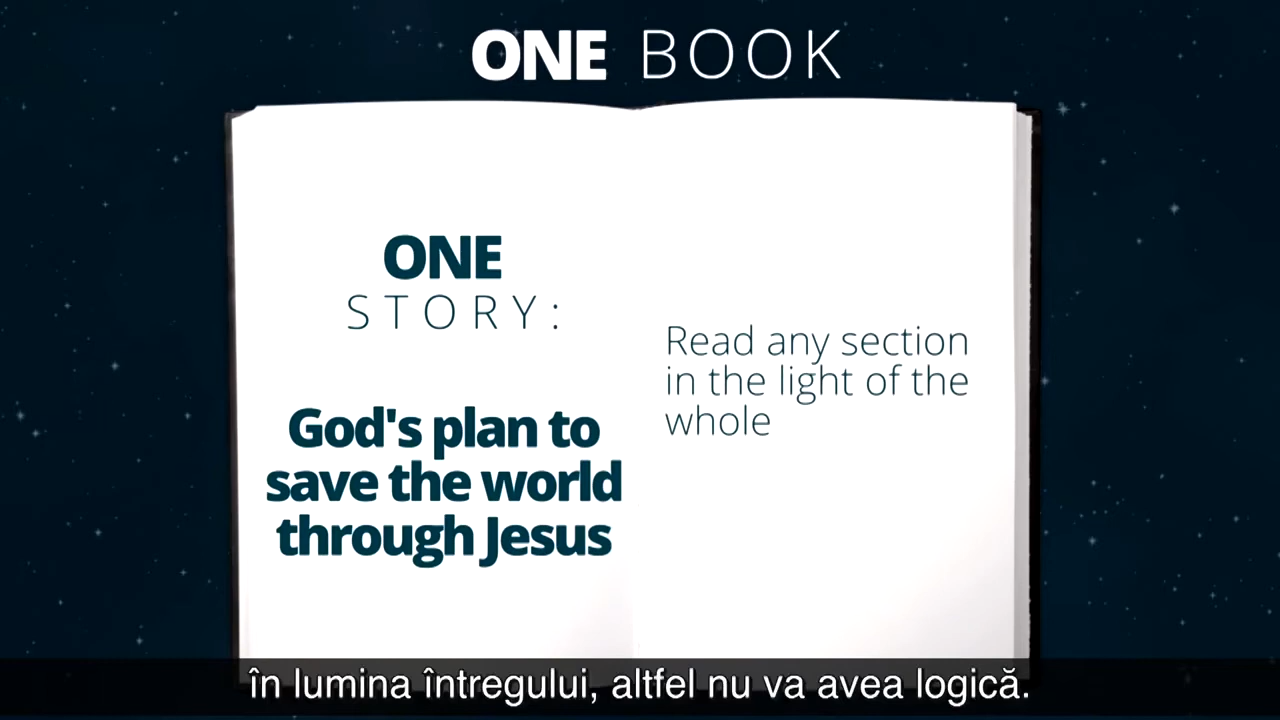 ONE BOOK
ONE
STORY:
God's plan to
save the world
through Jesus
Read any section
in the light of the
whole
în lumina întregului, altfel nu va avea logică.